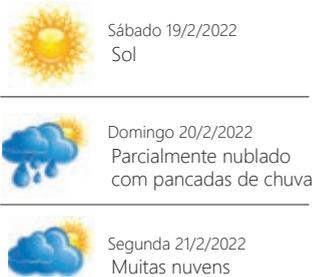 Sábado 19/2/2022
Sol
Domingo 20/2/2022
Parcialmente nublado
com pancadas de chuva
Segunda 21/2/2022
Muitas nuvens